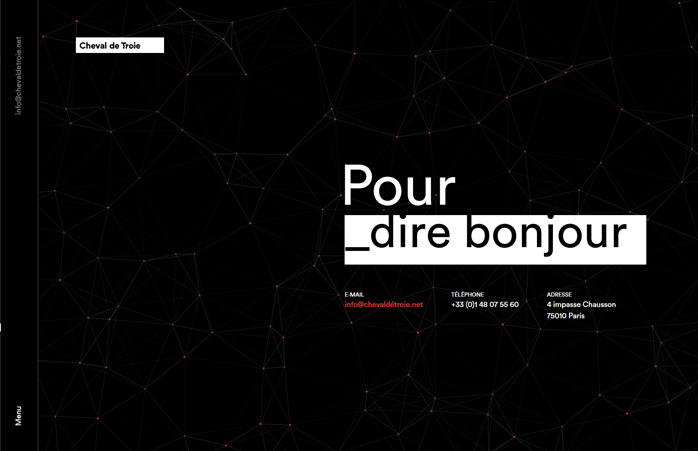 info@chevaldetroie.net
Cheval de Troie
Pour
_dire bonjour
E-MAIL
info@chevaldétroie.net
TÉLÉPHONE
+33 (0)1 48 07 55 60
ADRESSE
4 impasse Chausson
75010 Paris
Menu